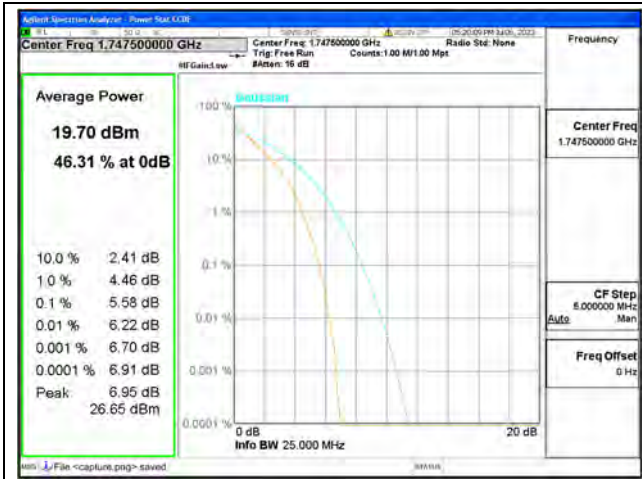 Agilent Spectrum Analyzer - Power Stat CCDF
Center Freq 1.747500000 GHz
Center Freq: 1.747500000 GHz
Radio Std: None
Trig: Free Run
Counts:1.00 M/1.00 Mpt
#IFGain:Low
#Atten: 16 dB
Frequency
Average Power
19.70 dBm
46.31 % at 0dB
10.0 % 2.41 dB
1.0 % 4.46 dB
0.1 % 5.58 dB
0.01 % 6.22 dB
0.001 % 6.70 dB
0.0001 % 6.91 dB
Peak 6.95 dB
26.65 dBm
Gaussian
100 %
10 %
1 %
0.1 %
0.01 %
0.001 %
0.0001 %
0 dB
20 dB
Info BW 25.000 MHz
Center Freq
1.747500000 GHz
CF Step
5.000000 MHz
Auto Man
Freq Offset
0 Hz
MSG File <capture.png> saved
STATUS